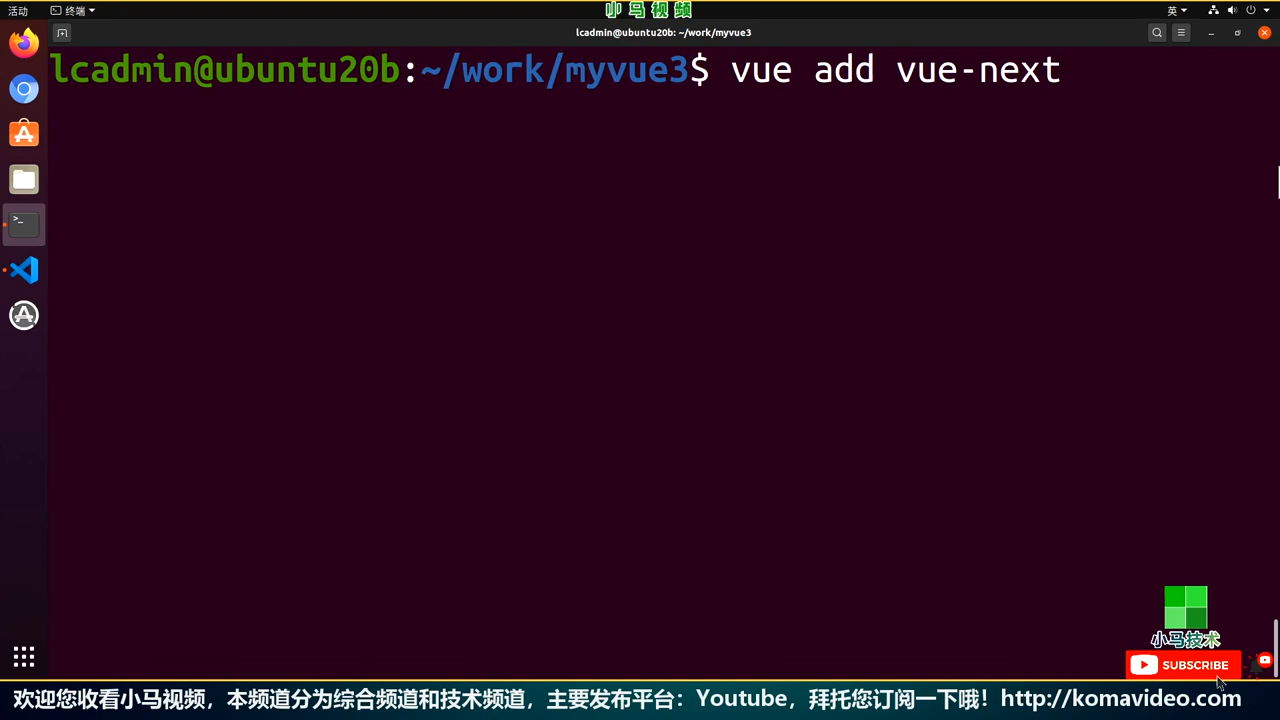 活动
终端
小马视频
英
lcadmin@ubuntu20b: ~/work/myvue3
lcadmin@ubuntu20b:~/work/myvue3$ vue add vue-next
小马技术
SUBSCRIBE
欢迎您收看小马视频，本频道分为综合频道和技术频道，主要发布平台：Youtube，拜托您订阅一下哦！http://komavideo.com